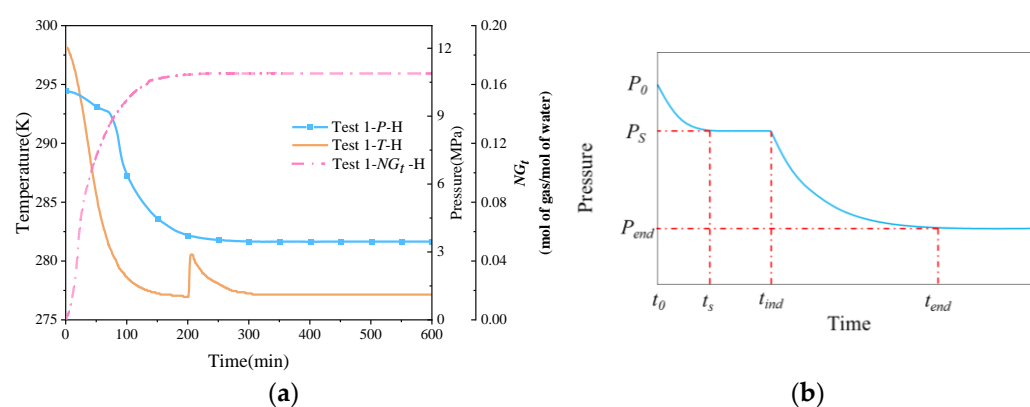 300
295
290
285
280
275
Temperature(K)
0
100
200
300
400
500
600
Time(min)
12
9
6
3
0
Pressure(MPa)
0.20
0.16
0.12
0.08
0.04
0.00
NGt
(mol of gas/mol of water)
Test 1-P-H
Test 1-T-H
Test 1-NGt -H
(a)
P0
PS
Pend
Pressure
t0
ts
tind
tend
Time
(b)